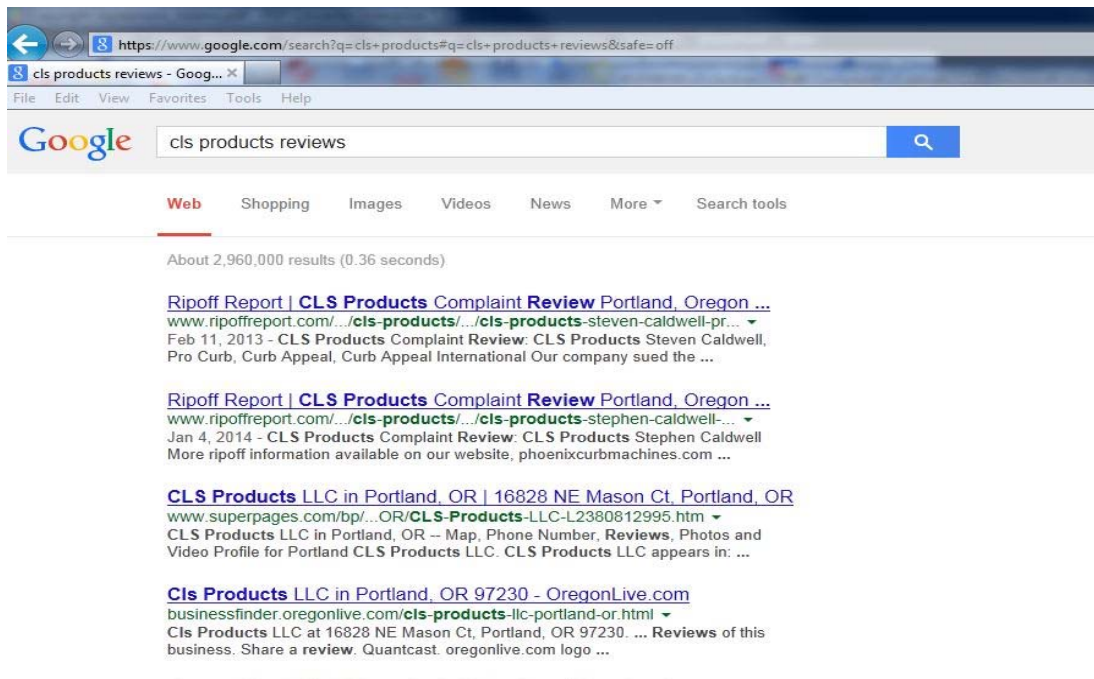 https://www.google.com/search?q=cls+products#q=cls+products+reviews&safe=off
cls products reviews - Goog...
File Edit View Favorites Tools Help
Google cls products reviews
Web Shopping Images Videos News More Search tools
About 2,960,000 results (0.36 seconds)
Ripoff Report | CLS Products Complaint Review Portland, Oregon ...
www.ripoffreport.com/.../cls-products/.../cls-products-steven-caldwell-pr...
Feb 11, 2013 - CLS Products Complaint Review: CLS Products Steven Caldwell,
Pro Curb, Curb Appeal, Curb Appeal International Our company sued the ...
Ripoff Report | CLS Products Complaint Review Portland, Oregon ...
www.ripoffreport.com/.../cls-products/.../cls-products-stephen-caldwell-...
Jan 4, 2014 - CLS Products Complaint Review: CLS Products Stephen Caldwell
More ripoff information available on our website, phoenixcurbmachines.com ...
CLS Products LLC in Portland, OR | 16828 NE Mason Ct, Portland, OR
www.superpages.com/bp/...OR/CLS-Products-LLC-L2380812995.htm
CLS Products LLC in Portland, OR -- Map, Phone Number, Reviews, Photos and
Video Profile for Portland CLS Products LLC. CLS Products LLC appears in: ...
Cls Products LLC in Portland, OR 97230 - OregonLive.com
businessfinder.oregonlive.com/cls-products-llc-portland-or.html
Cls Products LLC at 16828 NE Mason Ct, Portland, OR 97230. ... Reviews of this
business. Share a review. Quantcast. oregonlive.com logo ...